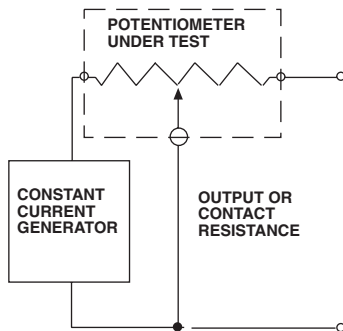 POTENTIOMETER
UNDER TEST
CONSTANT
CURRENT
GENERATOR
OUTPUT OR
CONTACT
RESISTANCE